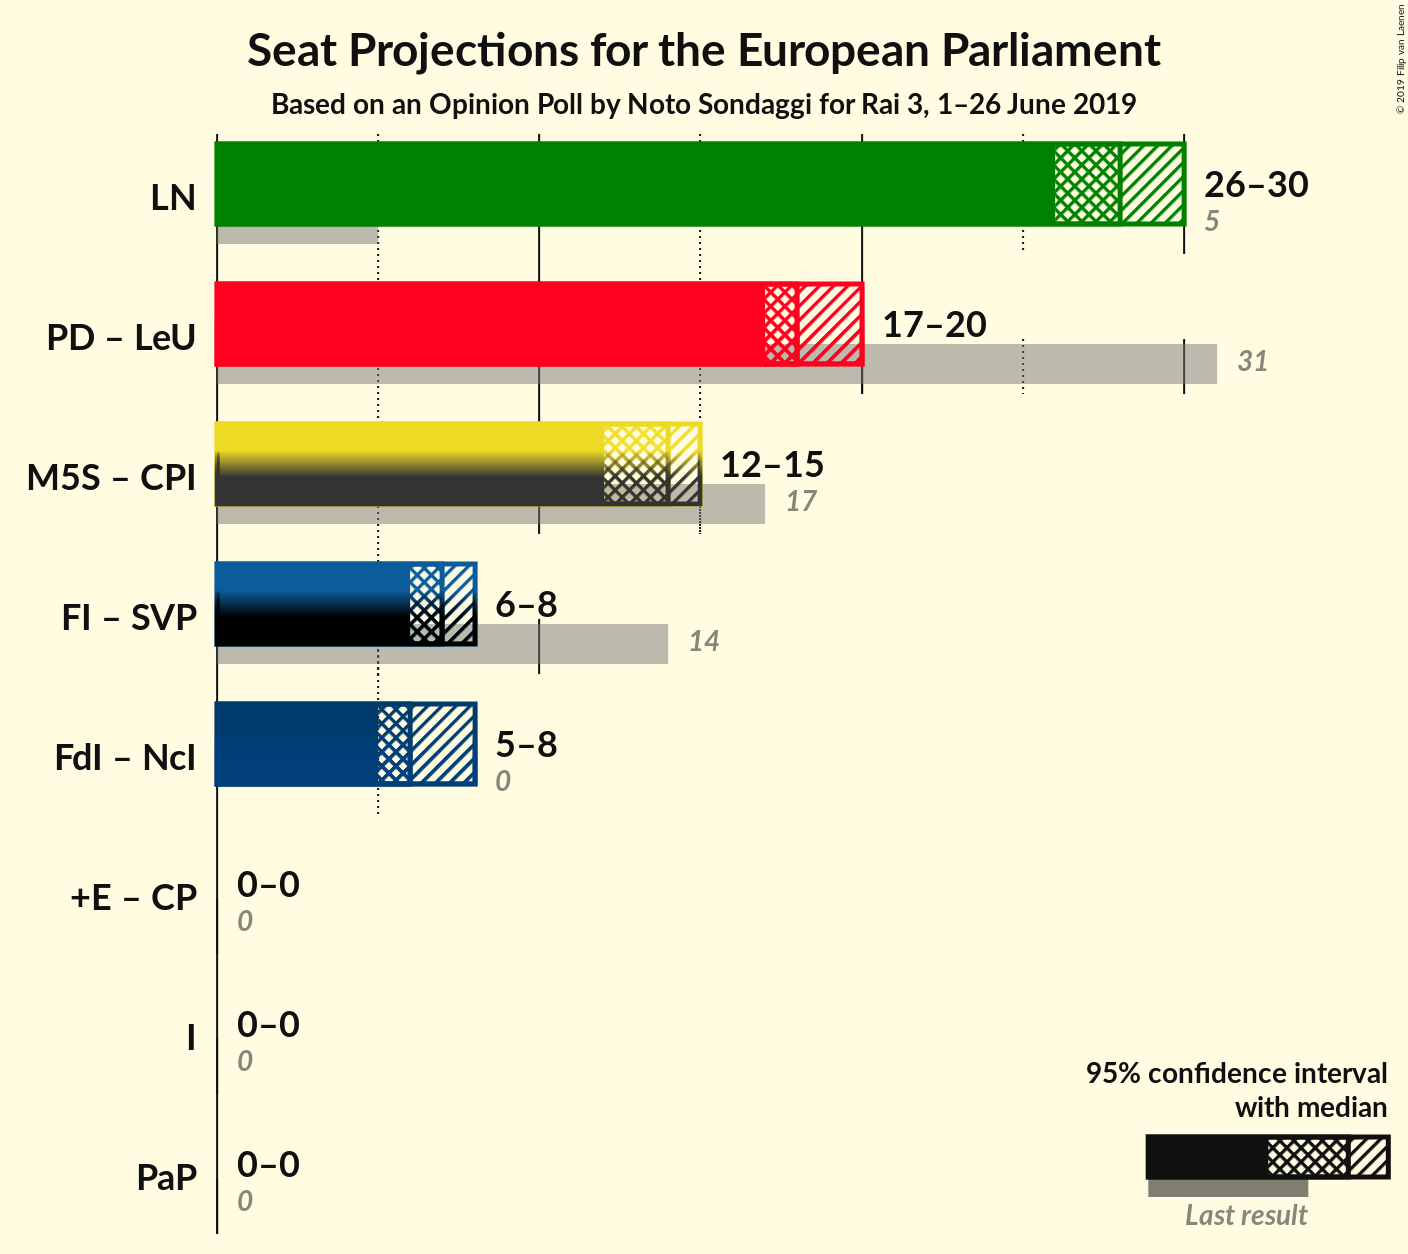 Seat Projections for the European Parliament
Based on an Opinion Poll by Noto Sondaggi for Rai 3, 1–26 June 2019
© 2019 Filip van Laenen
LN
26–30
5
PD – LeU
17–20
31
M5S – CPI
12–15
17
FI – SVP
6–8
14
FdI – NcI
5–8
0
+E – CP
0–0
0
I
0–0
0
PaP
0–0
0
95% confidence interval
with median
Last result